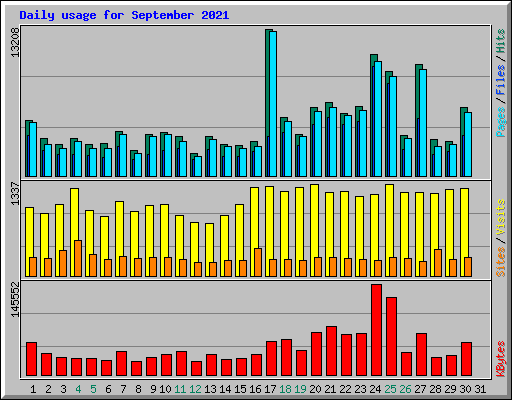 Daily usage for September 2021
13208
Pages / Files / Hits
1337
Sites / Visits
145552
KBytes
1 2 3 4 5 6 7 8 9 10 11 12 13 14 15 16 17 18 19 20 21 22 23 24 25 26 27 28 29 30 31